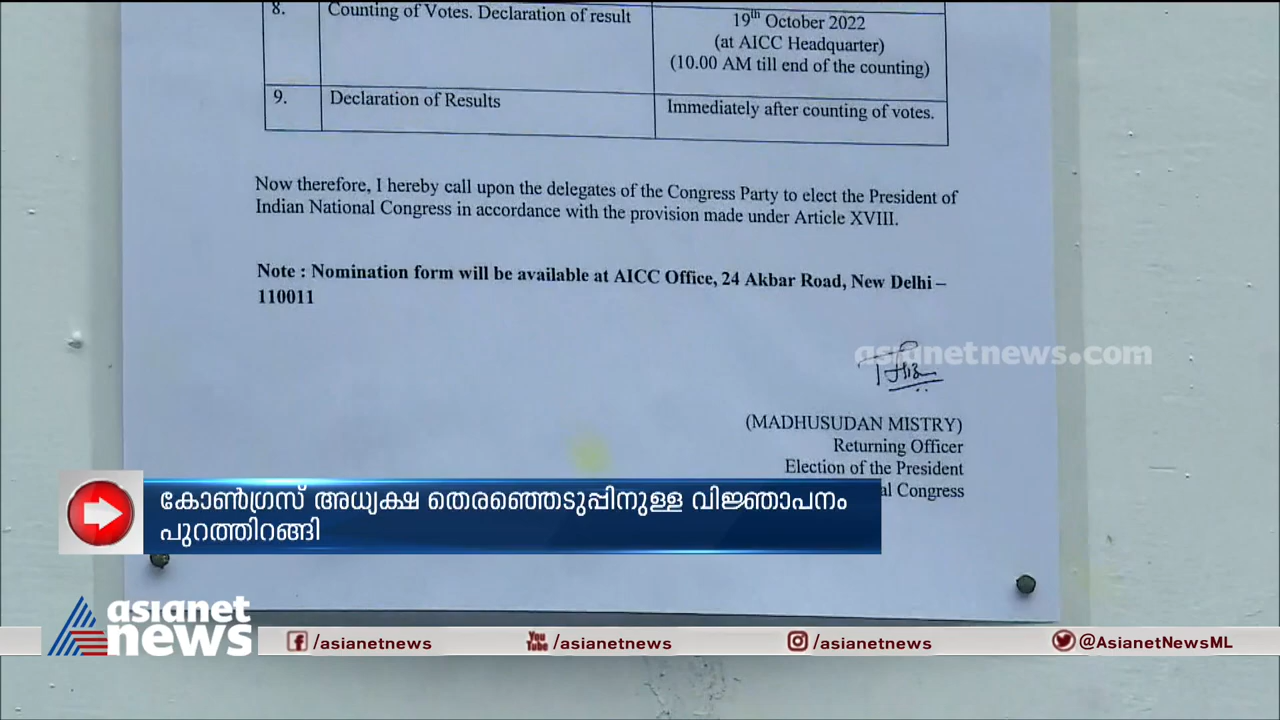 8. Counting of Votes. Declaration of result 19th October 2022
(at AICC Headquarter)
(10.00 AM till end of the counting)
9. Declaration of Results Immediately after counting of votes.
Now therefore, I hereby call upon the delegates of the Congress Party to elect the President of
Indian National Congress in accordance with the provision made under Article XVIII.
Note : Nomination form will be available at AICC Office, 24 Akbar Road, New Delhi –
110011
asianetnews.com
(MADHUSUDAN MISTRY)
Returning Officer
Election of the President
al Congress
കോൺഗ്രസ് അധ്യക്ഷ തെരഞ്ഞെടുപ്പിനുള്ള വിജ്ഞാപനം
പുറത്തിറങ്ങി
asianet
news
/asianetnews
You Tube /asianetnews
/asianetnews
@AsianetNewsML